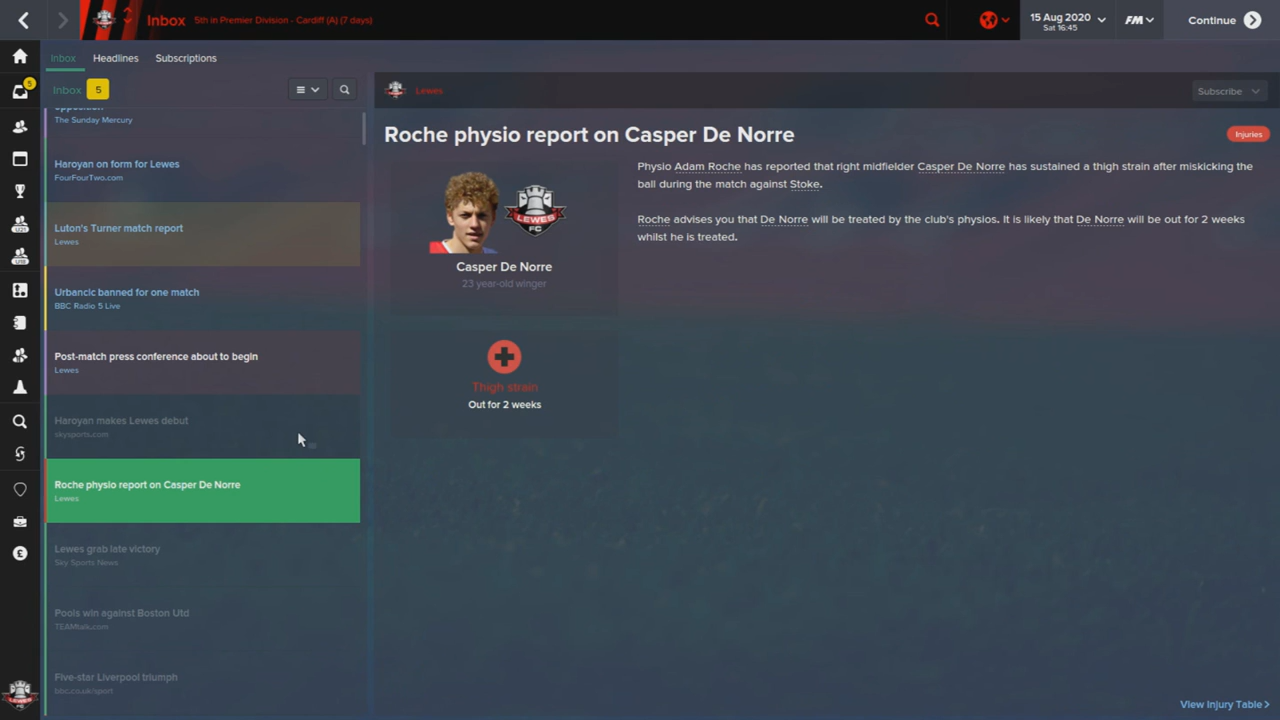 Inbox
5th in Premier Division - Cardiff (A) (7 days)
15 Aug 2020
Sat 16:45
FM
Continue
Inbox
Headlines
Subscriptions
5
Inbox
5
Lewes
Subscribe
opposition
The Sunday Mercury
Haroyan on form for Lewes
FourFourTwo.com
Luton's Turner match report
Lewes
Urbancic banned for one match
BBC Radio 5 Live
Post-match press conference about to begin
Lewes
Haroyan makes Lewes debut
skysports.com
Roche physio report on Casper De Norre
Lewes
Lewes grab late victory
Sky Sports News
Pools win against Boston Utd
TEAMtalk.com
Five-star Liverpool triumph
bbc.co.uk/sport
Roche physio report on Casper De Norre
Injuries
LEWES
FC
Casper De Norre
23 year-old winger
Thigh strain
Out for 2 weeks
Physio Adam Roche has reported that right midfielder Casper De Norre has sustained a thigh strain after miskicking the
ball during the match against Stoke.
Roche advises you that De Norre will be treated by the club's physios. It is likely that De Norre will be out for 2 weeks
whilst he is treated.
View Injury Table